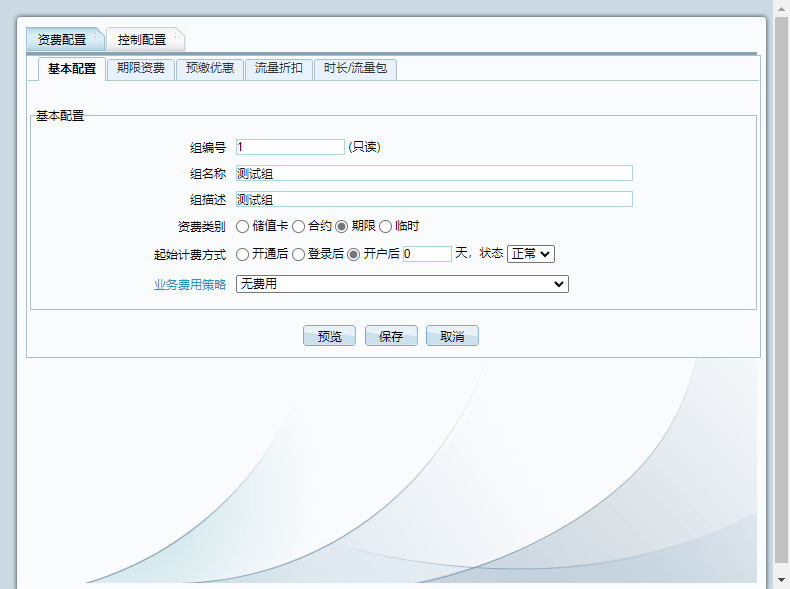 资费配置 控制配置
基本配置 期限资费 预缴优惠 流量折扣 时长/流量包
基本配置
组编号 1 (只读)
组名称 测试组
组描述 测试组
资费类别 储值卡 合约 期限 临时
起始计费方式 开通后 登录后 开户后 0 天，状态 正常
业务费用策略 无费用
预览 保存 取消